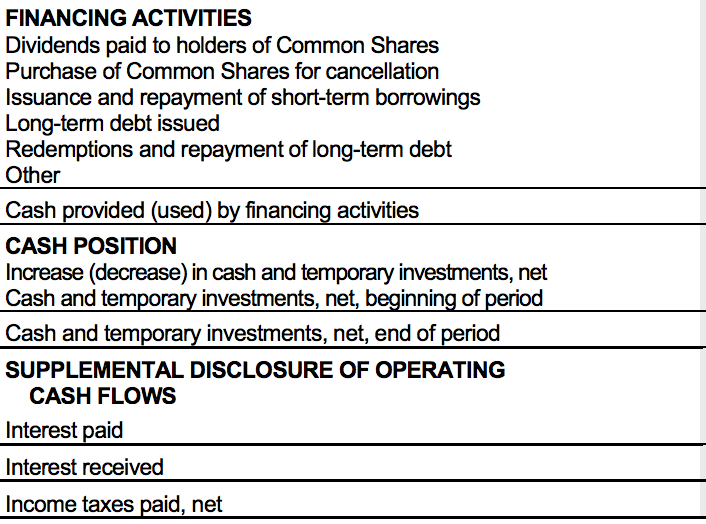 FINANCING ACTIVITIES
Dividends paid to holders of Common Shares
Purchase of Common Shares for cancellation
Issuance and repayment of short-term borrowings
Long-term debt issued
Redemptions and repayment of long-term debt
Other
Cash provided (used) by financing activities
CASH POSITION
Increase (decrease) in cash and temporary investments, net
Cash and temporary investments, net, beginning of period
Cash and temporary investments, net, end of period
SUPPLEMENTAL DISCLOSURE OF OPERATING
CASH FLOWS
Interest paid
Interest received
Income taxes paid, net